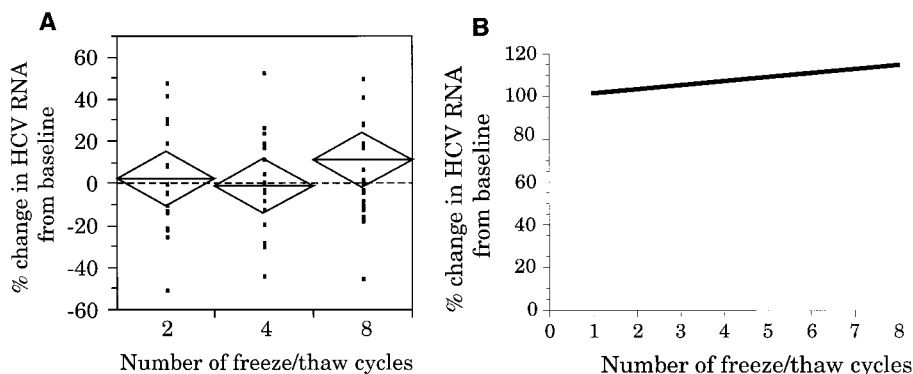 A
% change in HCV RNA
from baseline
60
40
20
0
-20
-40
-60
2 4 8
Number of freeze/thaw cycles
B
% change in HCV RNA
from baseline
120
100
80
60
40
20
0
0 1 2 3 4 5 6 7 8
Number of freeze/thaw cycles